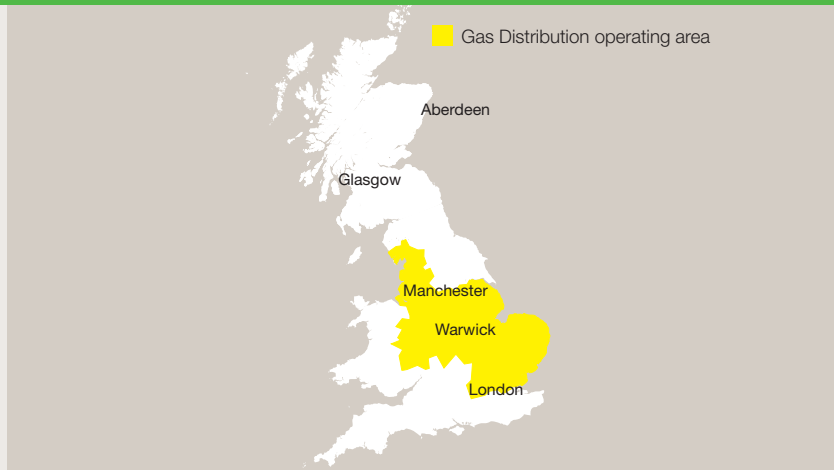 Gas Distribution operating area
Aberdeen
Glasgow
Manchester
Warwick
London